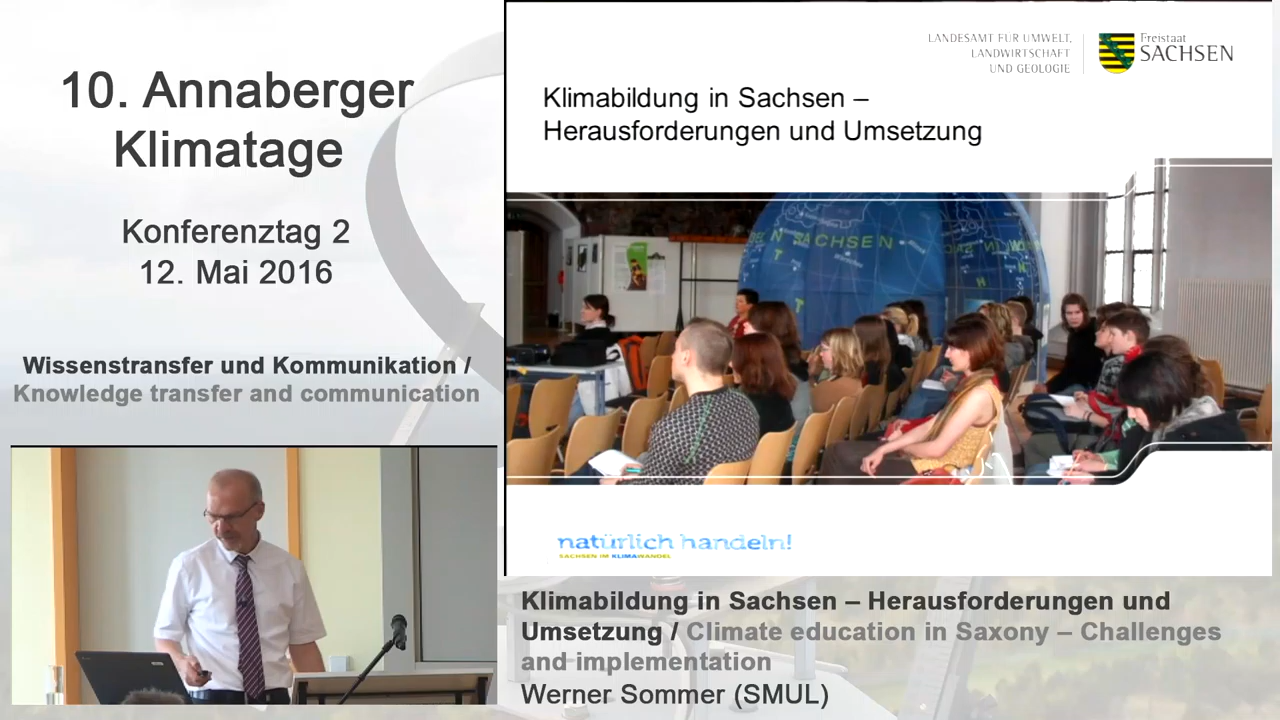 10. Annaberger
Klimatage
Konferenztag 2
12. Mai 2016
Wissenstransfer und Kommunikation /
Knowledge transfer and communication
LANDESAMT FÜR UMWELT,
LANDWIRTSCHAFT
UND GEOLOGIE
Freistaat
SACHSEN
Klimabildung in Sachsen –
Herausforderungen und Umsetzung
N SACHSEN
natürlich handeln!
SACHSEN IM KLIMAWANDEL
Klimabildung in Sachsen – Herausforderungen und
Umsetzung / Climate education in Saxony – Challenges
and implementation
Werner Sommer (SMUL)